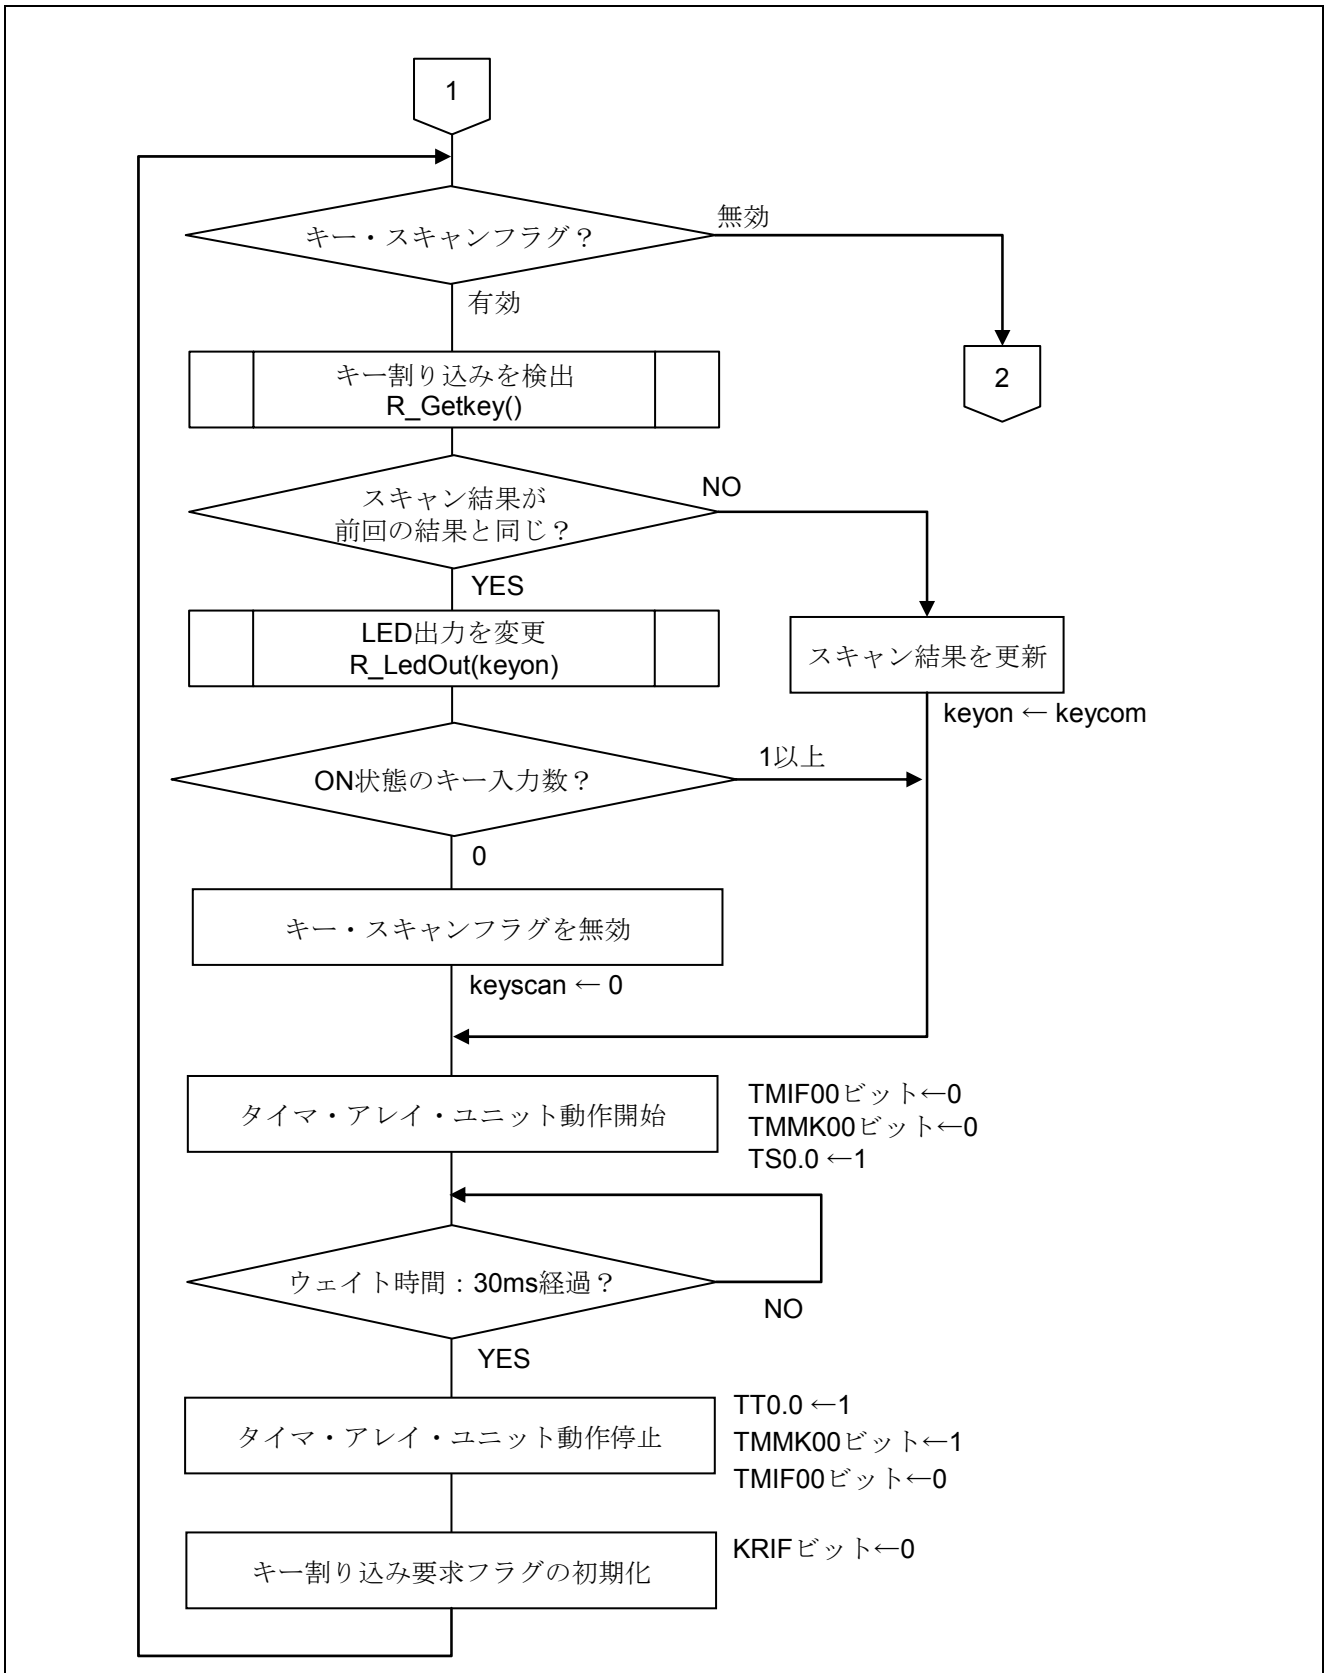 1
キー・スキャンフラグ？
無効
有効
キー割り込みを検出
R_Getkey()
2
スキャン結果が
前回の結果と同じ？
NO
YES
LED出力を変更
R_LedOut(keyon)
スキャン結果を更新
keyon ← keycom
ON状態のキー入力数？
1以上
0
キー・スキャンフラグを無効
keyscan ← 0
タイマ・アレイ・ユニット動作開始
TMIF00ビット←0
TMMK00ビット←0
TS0.0 ←1
ウェイト時間：30ms経過？
NO
YES
タイマ・アレイ・ユニット動作停止
TT0.0 ←1
TMMK00ビット←1
TMIF00ビット←0
キー割り込み要求フラグの初期化
KRIFビット←0